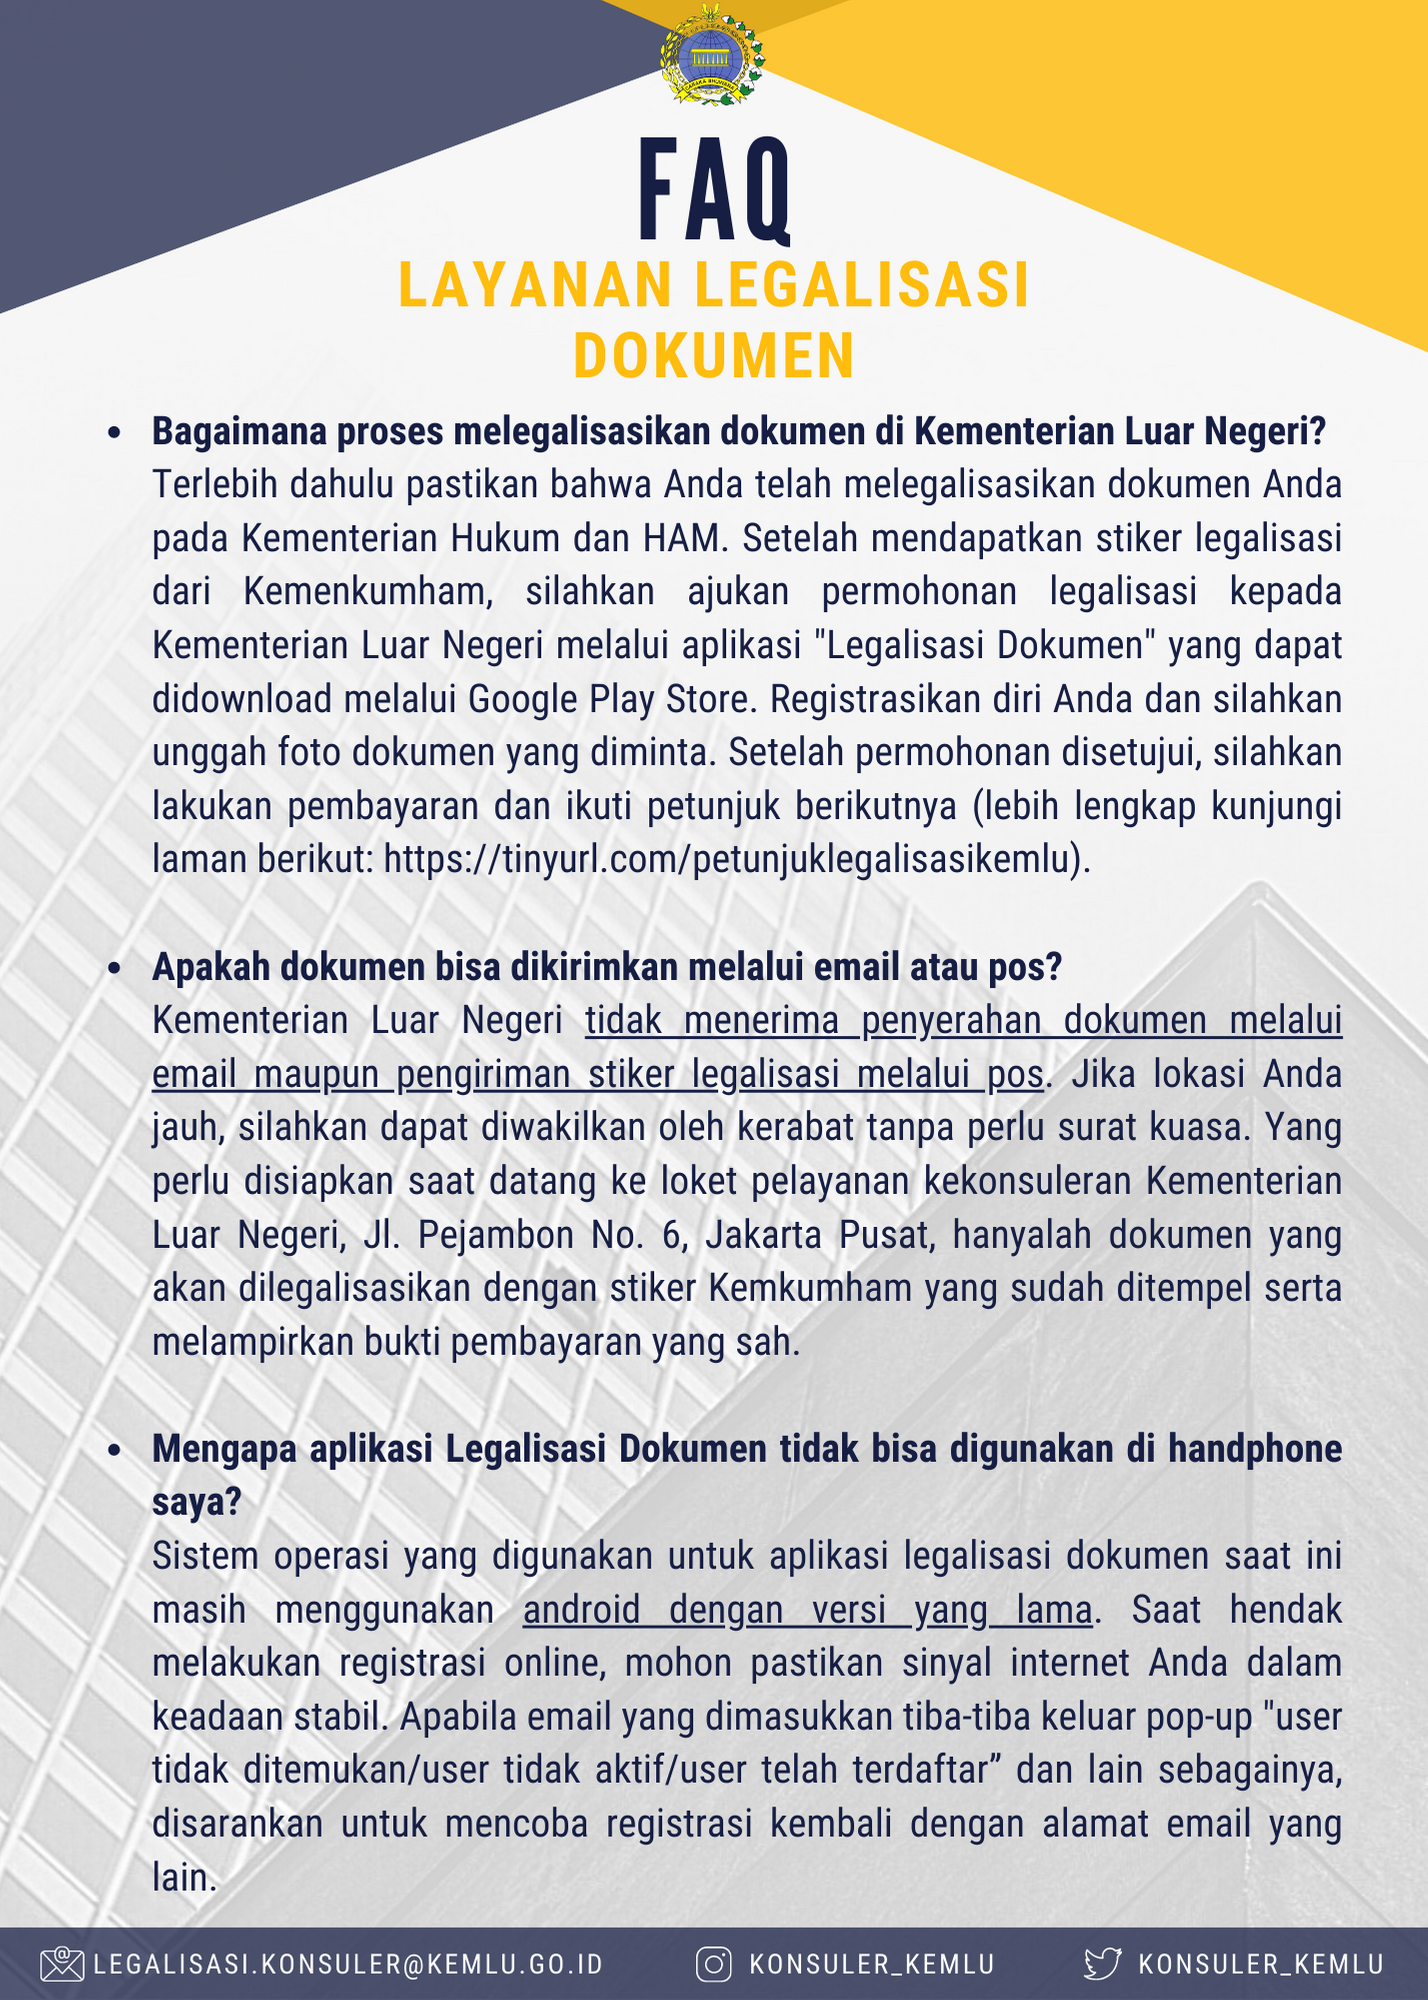 FAQ
LAYANAN LEGALISASI
DOKUMEN
• Bagaimana proses melegalisasikan dokumen di Kementerian Luar Negeri?
Terlebih dahulu pastikan bahwa Anda telah melegalisasikan dokumen Anda
pada Kementerian Hukum dan HAM. Setelah mendapatkan stiker legalisasi
dari Kemenkumham, silahkan ajukan permohonan legalisasi kepada
Kementerian Luar Negeri melalui aplikasi "Legalisasi Dokumen" yang dapat
didownload melalui Google Play Store. Registrasikan diri Anda dan silahkan
unggah foto dokumen yang diminta. Setelah permohonan disetujui, silahkan
lakukan pembayaran dan ikuti petunjuk berikutnya (lebih lengkap kunjungi
laman berikut: https://tinyurl.com/petunjuklegalisasikemlu).
• Apakah dokumen bisa dikirimkan melalui email atau pos?
Kementerian Luar Negeri tidak menerima penyerahan dokumen melalui
email maupun pengiriman stiker legalisasi melalui pos. Jika lokasi Anda
jauh, silahkan dapat diwakilkan oleh kerabat tanpa perlu surat kuasa. Yang
perlu disiapkan saat datang ke loket pelayanan kekonsuleran Kementerian
Luar Negeri, Jl. Pejambon No. 6, Jakarta Pusat, hanyalah dokumen yang
akan dilegalisasikan dengan stiker Kemkumham yang sudah ditempel serta
melampirkan bukti pembayaran yang sah.
• Mengapa aplikasi Legalisasi Dokumen tidak bisa digunakan di handphone
saya?
Sistem operasi yang digunakan untuk aplikasi legalisasi dokumen saat ini
masih menggunakan android dengan versi yang lama. Saat hendak
melakukan registrasi online, mohon pastikan sinyal internet Anda dalam
keadaan stabil. Apabila email yang dimasukkan tiba-tiba keluar pop-up "user
tidak ditemukan/user tidak aktif/user telah terdaftar” dan lain sebagainya,
disarankan untuk mencoba registrasi kembali dengan alamat email yang
lain.
LEGALISASI.KONSULER@KEMLU.GO.ID
KONSULER_KEMLU
KONSULER_KEMLU